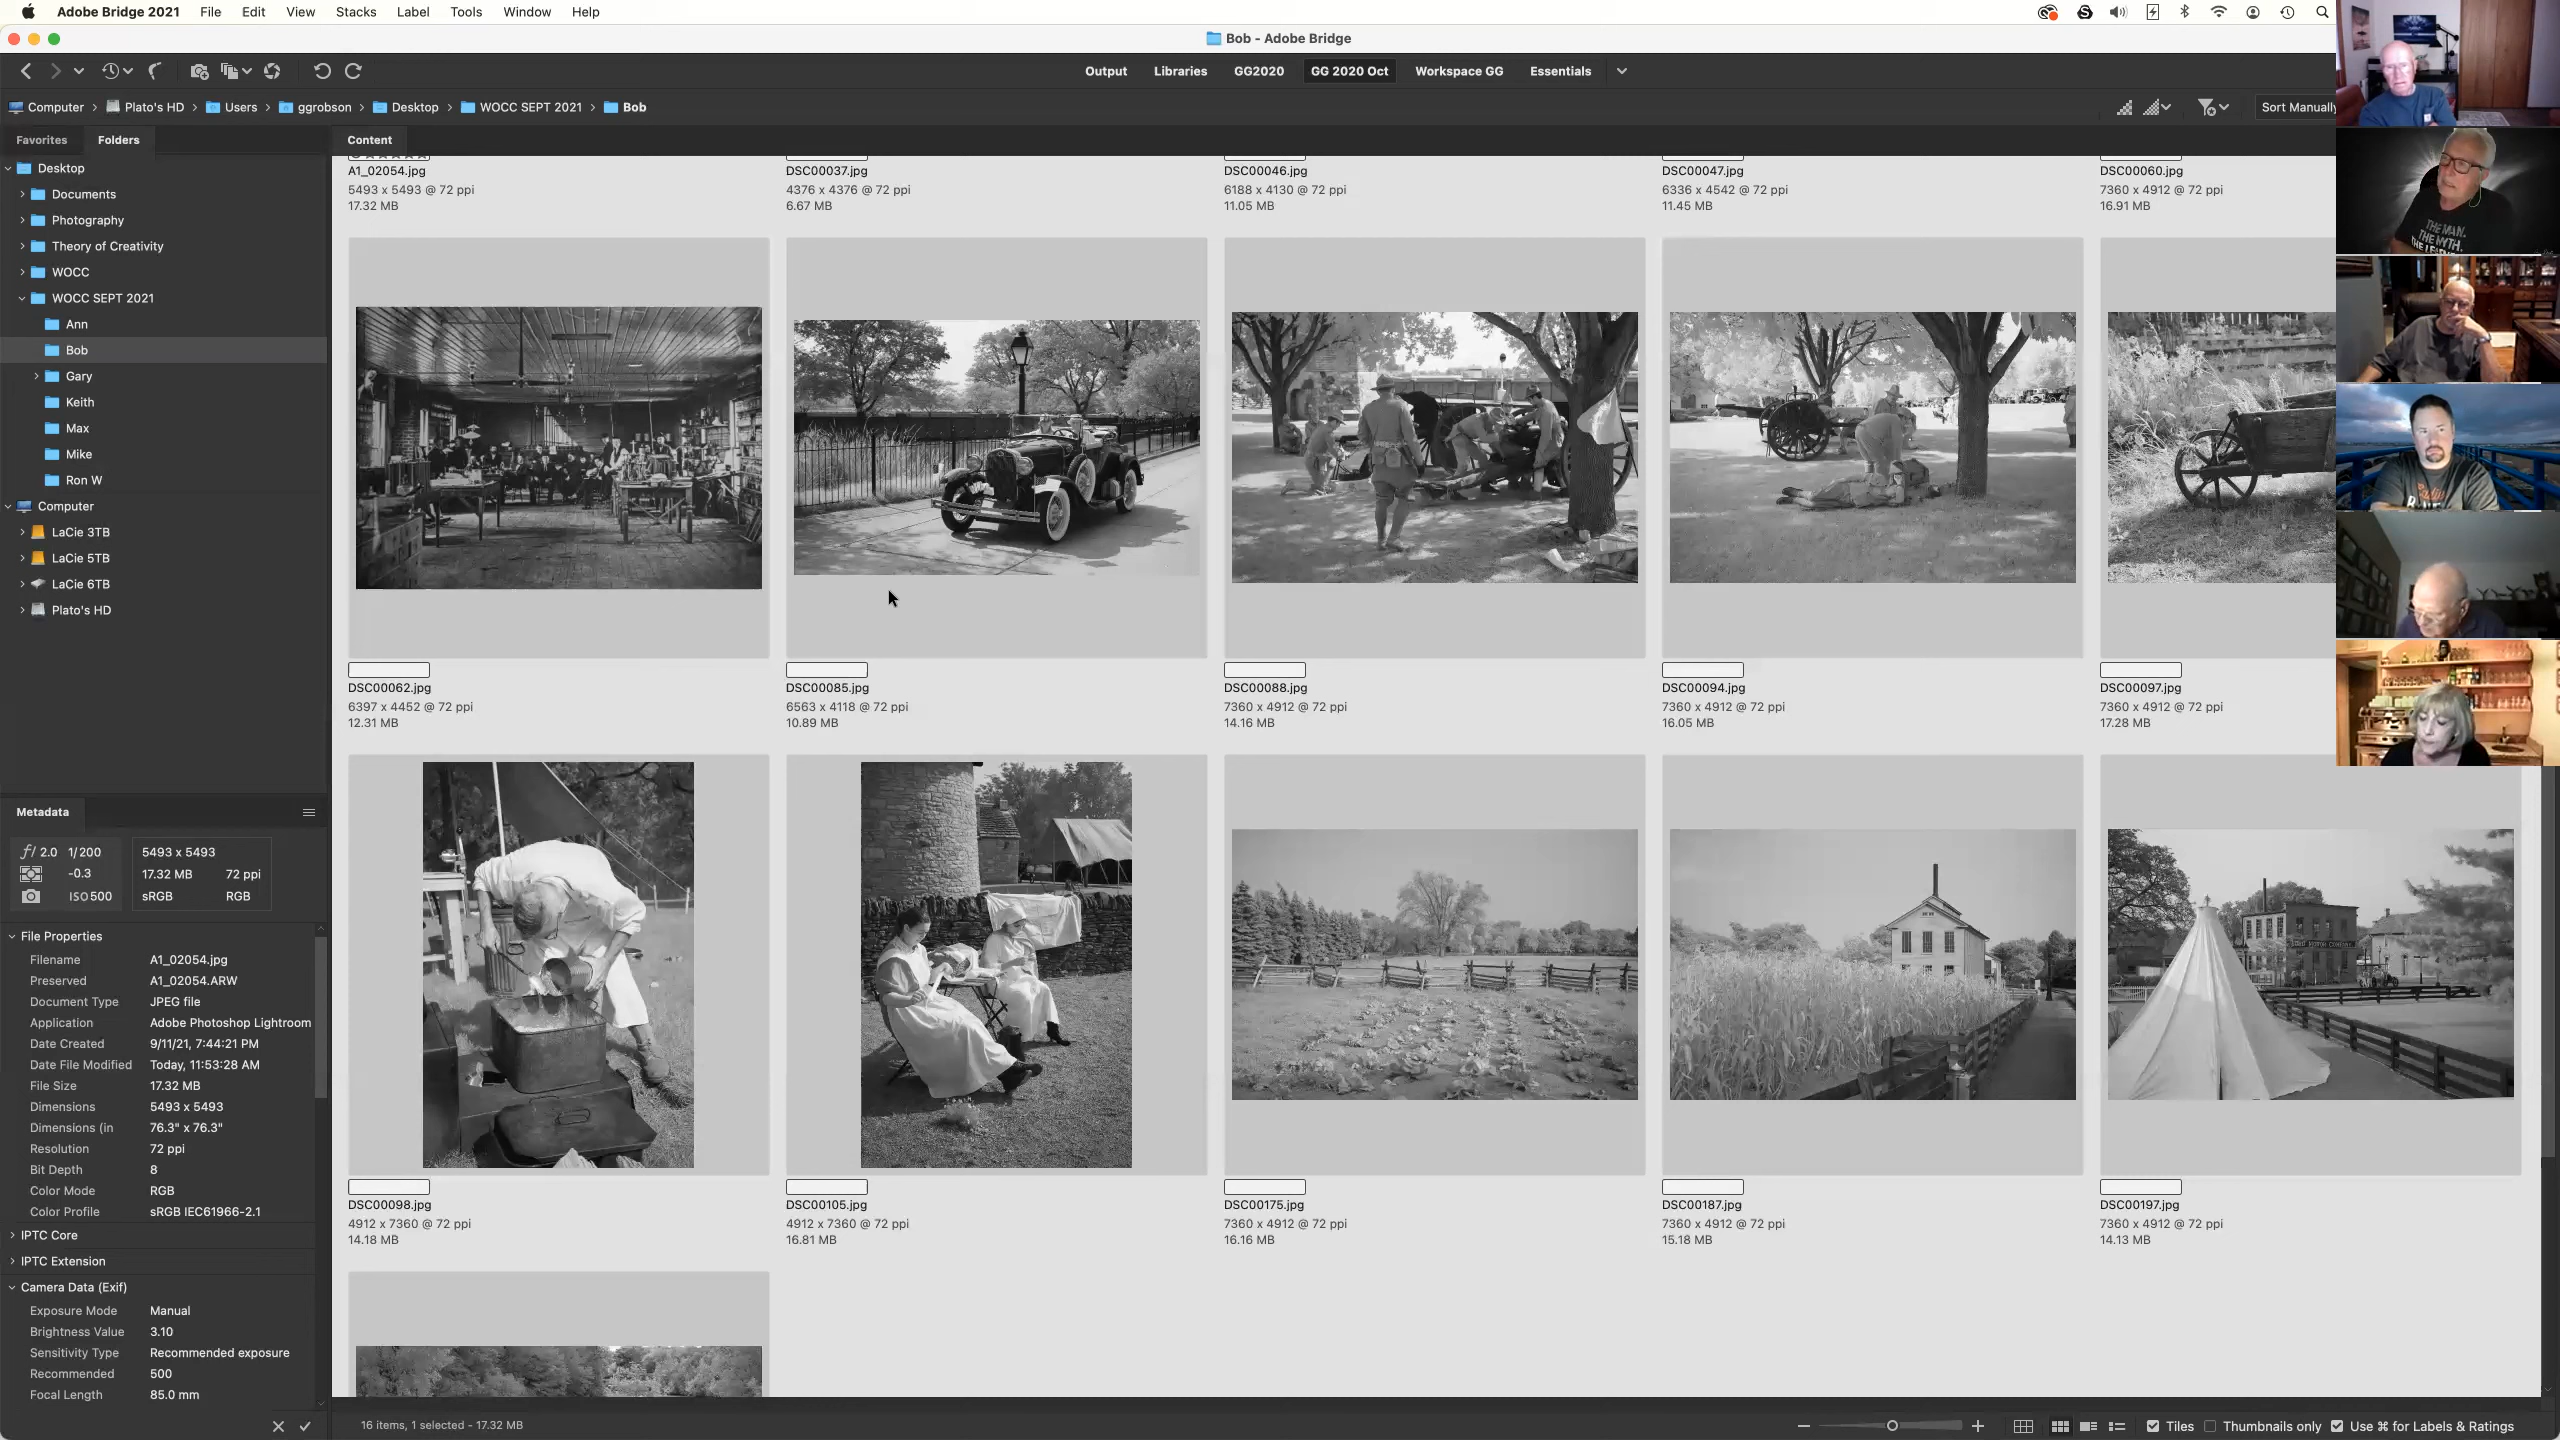 Adobe Bridge 2021 File Edit View Stacks Label Tools Window Help
Bob - Adobe Bridge
Output Libraries GG2020 GG 2020 Oct Workspace GG Essentials
Computer Plato's HD Users ggrobson Desktop WOCC SEPT 2021 Bob
Sort Manually
Favorites Folders
Content
Desktop
Documents
Photography
Theory of Creativity
WOCC
WOCC SEPT 2021
Ann
Bob
Gary
Keith
Max
Mike
Ron W
Computer
LaCie 3TB
LaCie 5TB
LaCie 6TB
Plato's HD
A1_02054.jpg
5493 x 5493 @ 72 ppi
17.32 MB
DSC00037.jpg
4376 x 4376 @ 72 ppi
6.67 MB
DSC00046.jpg
6188 x 4130 @ 72 ppi
11.05 MB
DSC00047.jpg
6336 x 4542 @ 72 ppi
11.45 MB
DSC00060.jpg
7360 x 4912 @ 72 ppi
16.91 MB
DSC00062.jpg
6397 x 4452 @ 72 ppi
12.31 MB
DSC00085.jpg
6563 x 4118 @ 72 ppi
10.89 MB
DSC00088.jpg
7360 x 4912 @ 72 ppi
14.16 MB
DSC00094.jpg
7360 x 4912 @ 72 ppi
16.05 MB
DSC00097.jpg
7360 x 4912 @ 72 ppi
17.28 MB
DSC00098.jpg
4912 x 7360 @ 72 ppi
14.18 MB
DSC00105.jpg
4912 x 7360 @ 72 ppi
16.81 MB
DSC00175.jpg
7360 x 4912 @ 72 ppi
16.16 MB
DSC00187.jpg
7360 x 4912 @ 72 ppi
15.18 MB
DSC00197.jpg
7360 x 4912 @ 72 ppi
14.13 MB
THE MAN.
THE MYTH.
Metadata
f/ 2.0 1/200
-0.3
ISO500
5493 x 5493
17.32 MB 72 ppi
sRGB RGB
File Properties
Filename A1_02054.jpg
Preserved A1_02054.ARW
Document Type JPEG file
Application Adobe Photoshop Lightroom
Date Created 9/11/21, 7:44:21 PM
Date File Modified Today, 11:53:28 AM
File Size 17.32 MB
Dimensions 5493 x 5493
Dimensions (in 76.3" x 76.3"
Resolution 72 ppi
Bit Depth 8
Color Mode RGB
Color Profile sRGB IEC61966-2.1
IPTC Core
IPTC Extension
Camera Data (Exif)
Exposure Mode Manual
Brightness Value 3.10
Sensitivity Type Recommended exposure
Recommended 500
Focal Length 85.0 mm
16 items, 1 selected - 17.32 MB
Tiles Thumbnails only Use ⌘ for Labels & Ratings